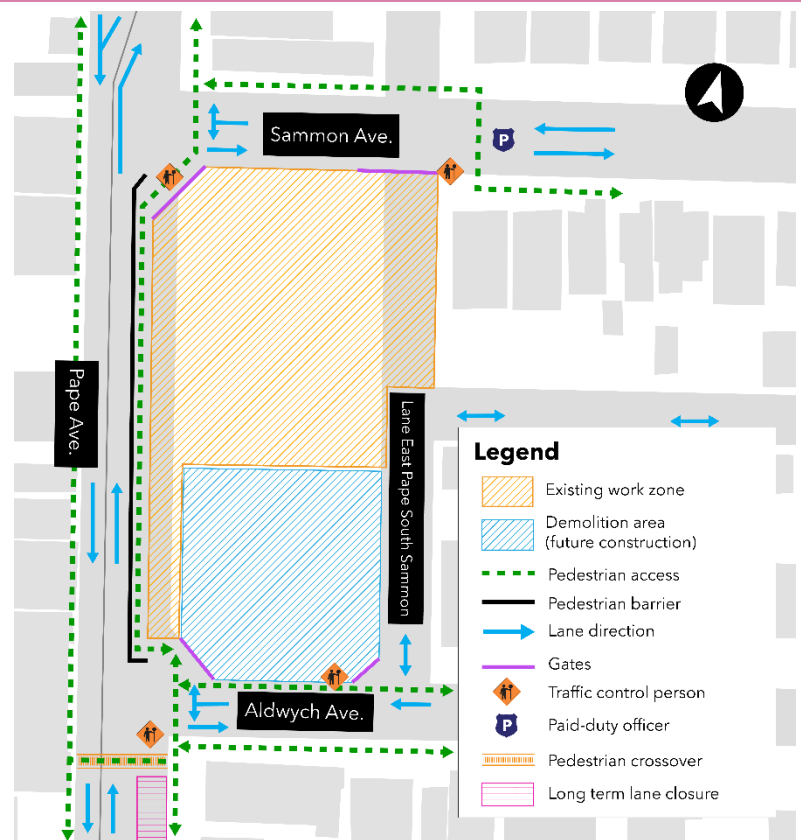 Sammon Ave.
P
Pape Ave.
Lane East Pape South Sammon
Aldwych Ave.
Legend
Existing work zone
Demolition area
(future construction)
Pedestrian access
Pedestrian barrier
Lane direction
Gates
Traffic control person
P
Paid-duty officer
Pedestrian crossover
Long term lane closure